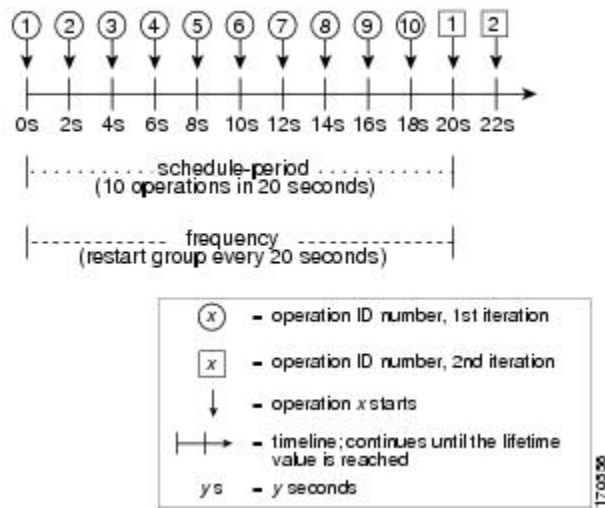 1 2 3 4 5 6 7 8 9 10 1 2
0s 2s 4s 6s 8s 10s 12s 14s 16s 18s 20s 22s
schedule-period
(10 operations in 20 seconds)
frequency
(restart group every 20 seconds)
x = operation ID number, 1st iteration
x = operation ID number, 2nd iteration
= operation x starts
= timeline; continues until the lifetime
value is reached
y s = y seconds
170556